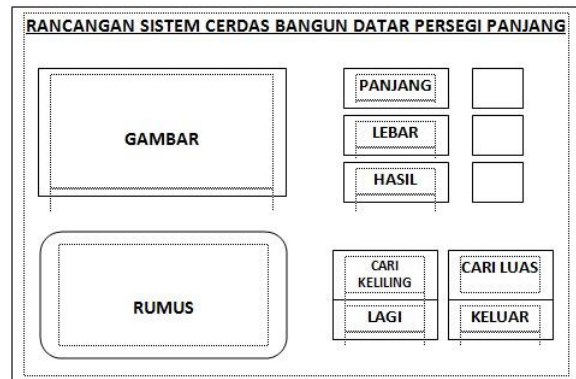 RANCANGAN SISTEM CERDAS BANGUN DATAR PERSEGI PANJANG
GAMBAR
PANJANG
LEBAR
HASIL
RUMUS
CARI
KELILING
CARI LUAS
LAGI
KELUAR